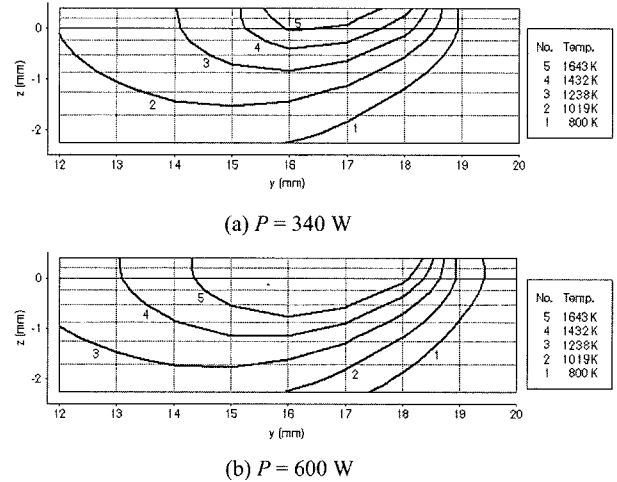 z (mm)
0
-1
-2
12 13 14 15 16 17 18 19 20
y (mm)
5
4
3
2
1
No. Temp.
5 1643K
4 1432K
3 1238K
2 1019K
1 800K
(a) P = 340 W
z (mm)
0
-1
-2
12 13 14 15 16 17 18 19 20
y (mm)
5
4
3
2
1
No. Temp.
5 1643K
4 1432K
3 1238K
2 1019K
1 800K
(b) P = 600 W